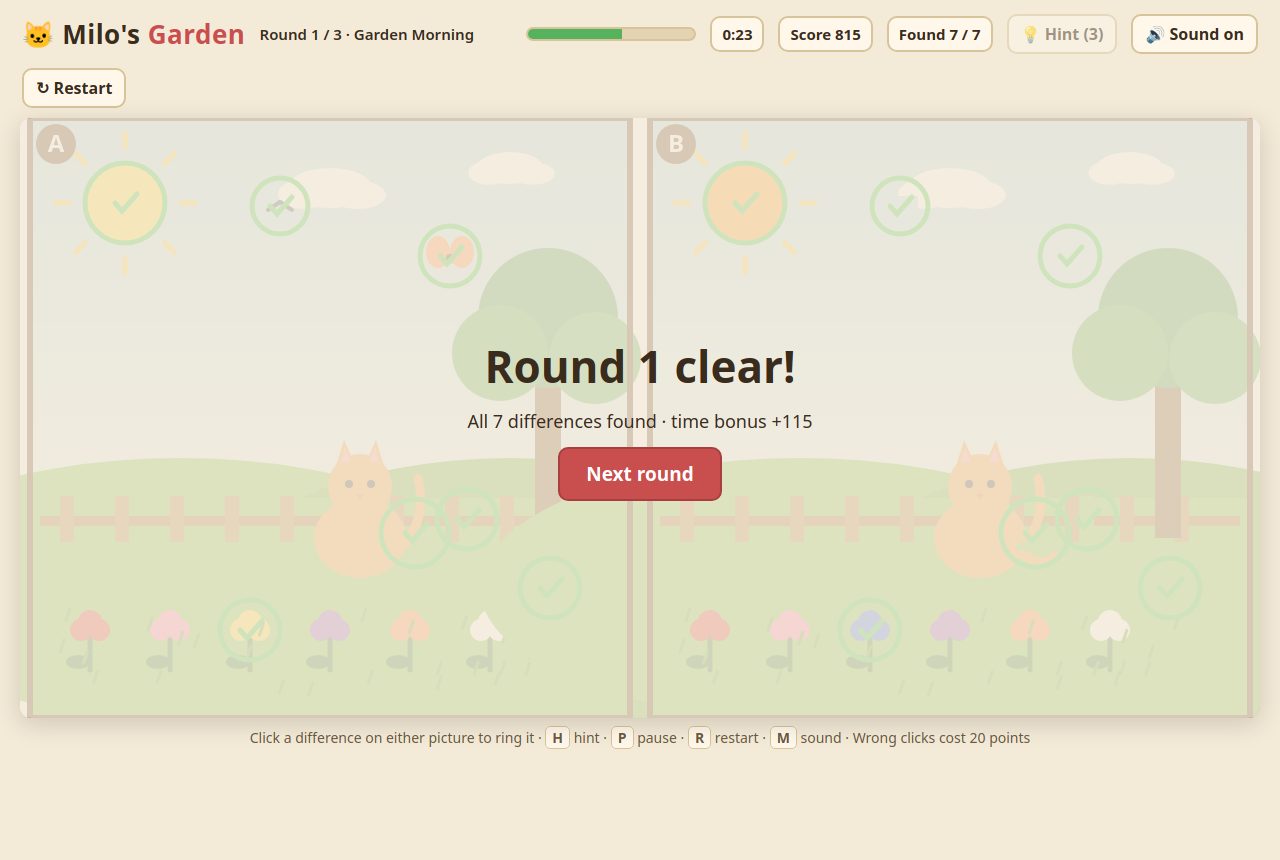 🐱 Milo's Garden Round 1 / 3 · Garden Morning 0:23 Score 815 Found 7 / 7 💡 Hint (3) 🔊 Sound on
↻ Restart
A B
Round 1 clear!
All 7 differences found · time bonus +115
Next round
Click a difference on either picture to ring it · H hint · P pause · R restart · M sound · Wrong clicks cost 20 points